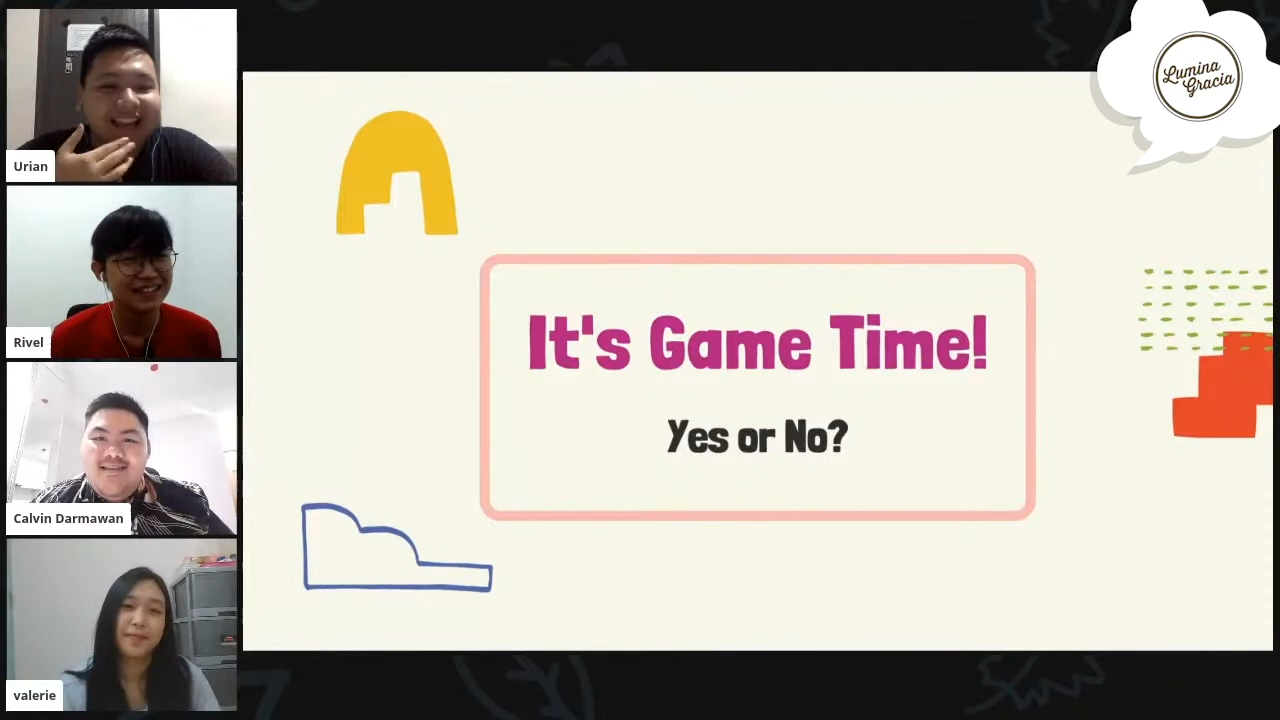 Urian
Rivel
Calvin Darmawan
valerie
It's Game Time!
Yes or No?
Lumina
Gracia